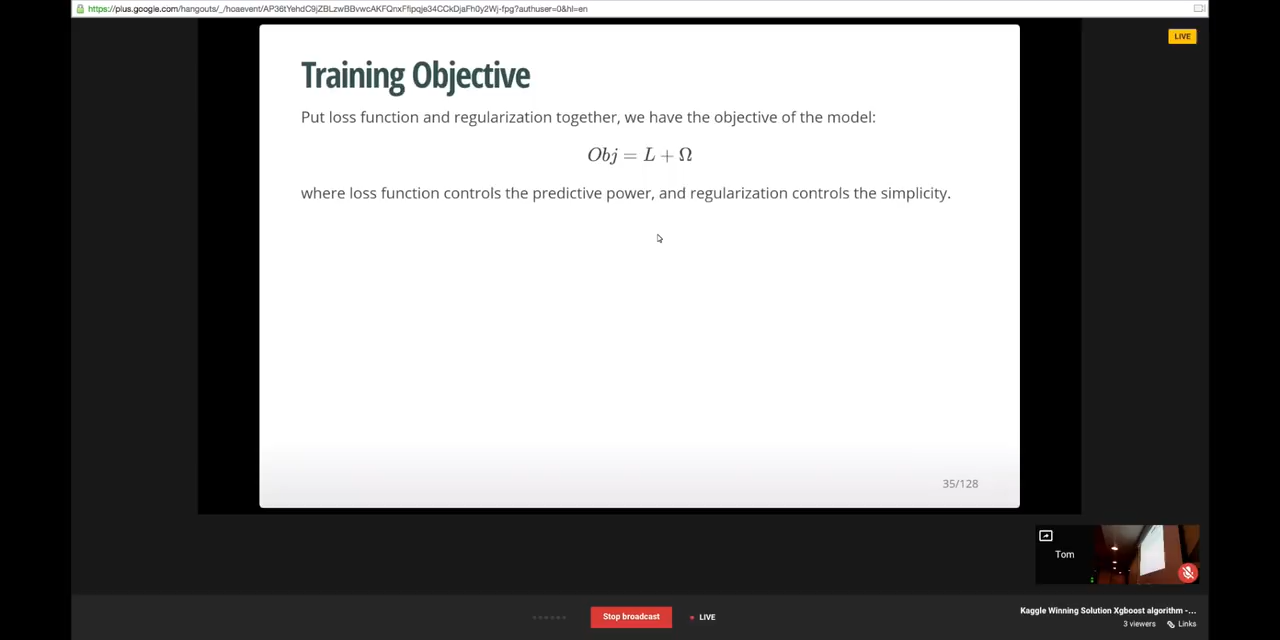 https://plus.google.com/hangouts/_/hoaevent/AP36tYehdC9jZBLzwBBvwcAKFQnxFfipqje34CCkDjaFh0y2Wj-fpg?authuser=0&hl=en
LIVE
Training Objective
Put loss function and regularization together, we have the objective of the model:
Obj = L + Ω
where loss function controls the predictive power, and regularization controls the simplicity.
35/128
Tom
Stop broadcast
LIVE
Kaggle Winning Solution Xgboost algorithm -...
3 viewers
Links